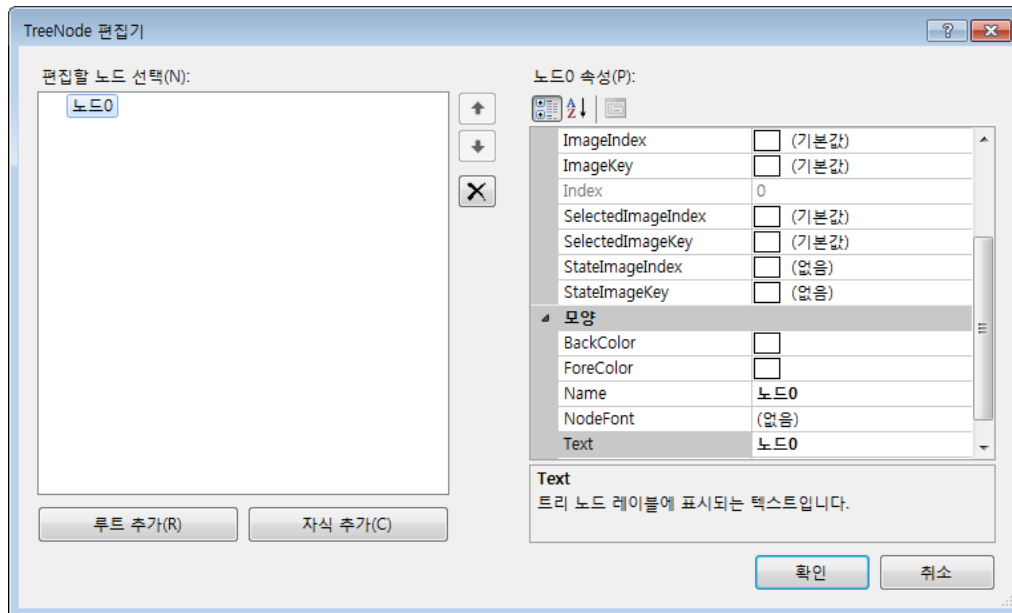 TreeNode 편집기
편집할 노드 선택(N):
노드0
루트 추가(R)
자식 추가(C)
노드0 속성(P):
ImageIndex (기본값)
ImageKey (기본값)
Index 0
SelectedImageIndex (기본값)
SelectedImageKey (기본값)
StateImageIndex (없음)
StateImageKey (없음)
모양
BackColor
ForeColor
Name 노드0
NodeFont (없음)
Text 노드0
Text
트리 노드 레이블에 표시되는 텍스트입니다.
확인
취소